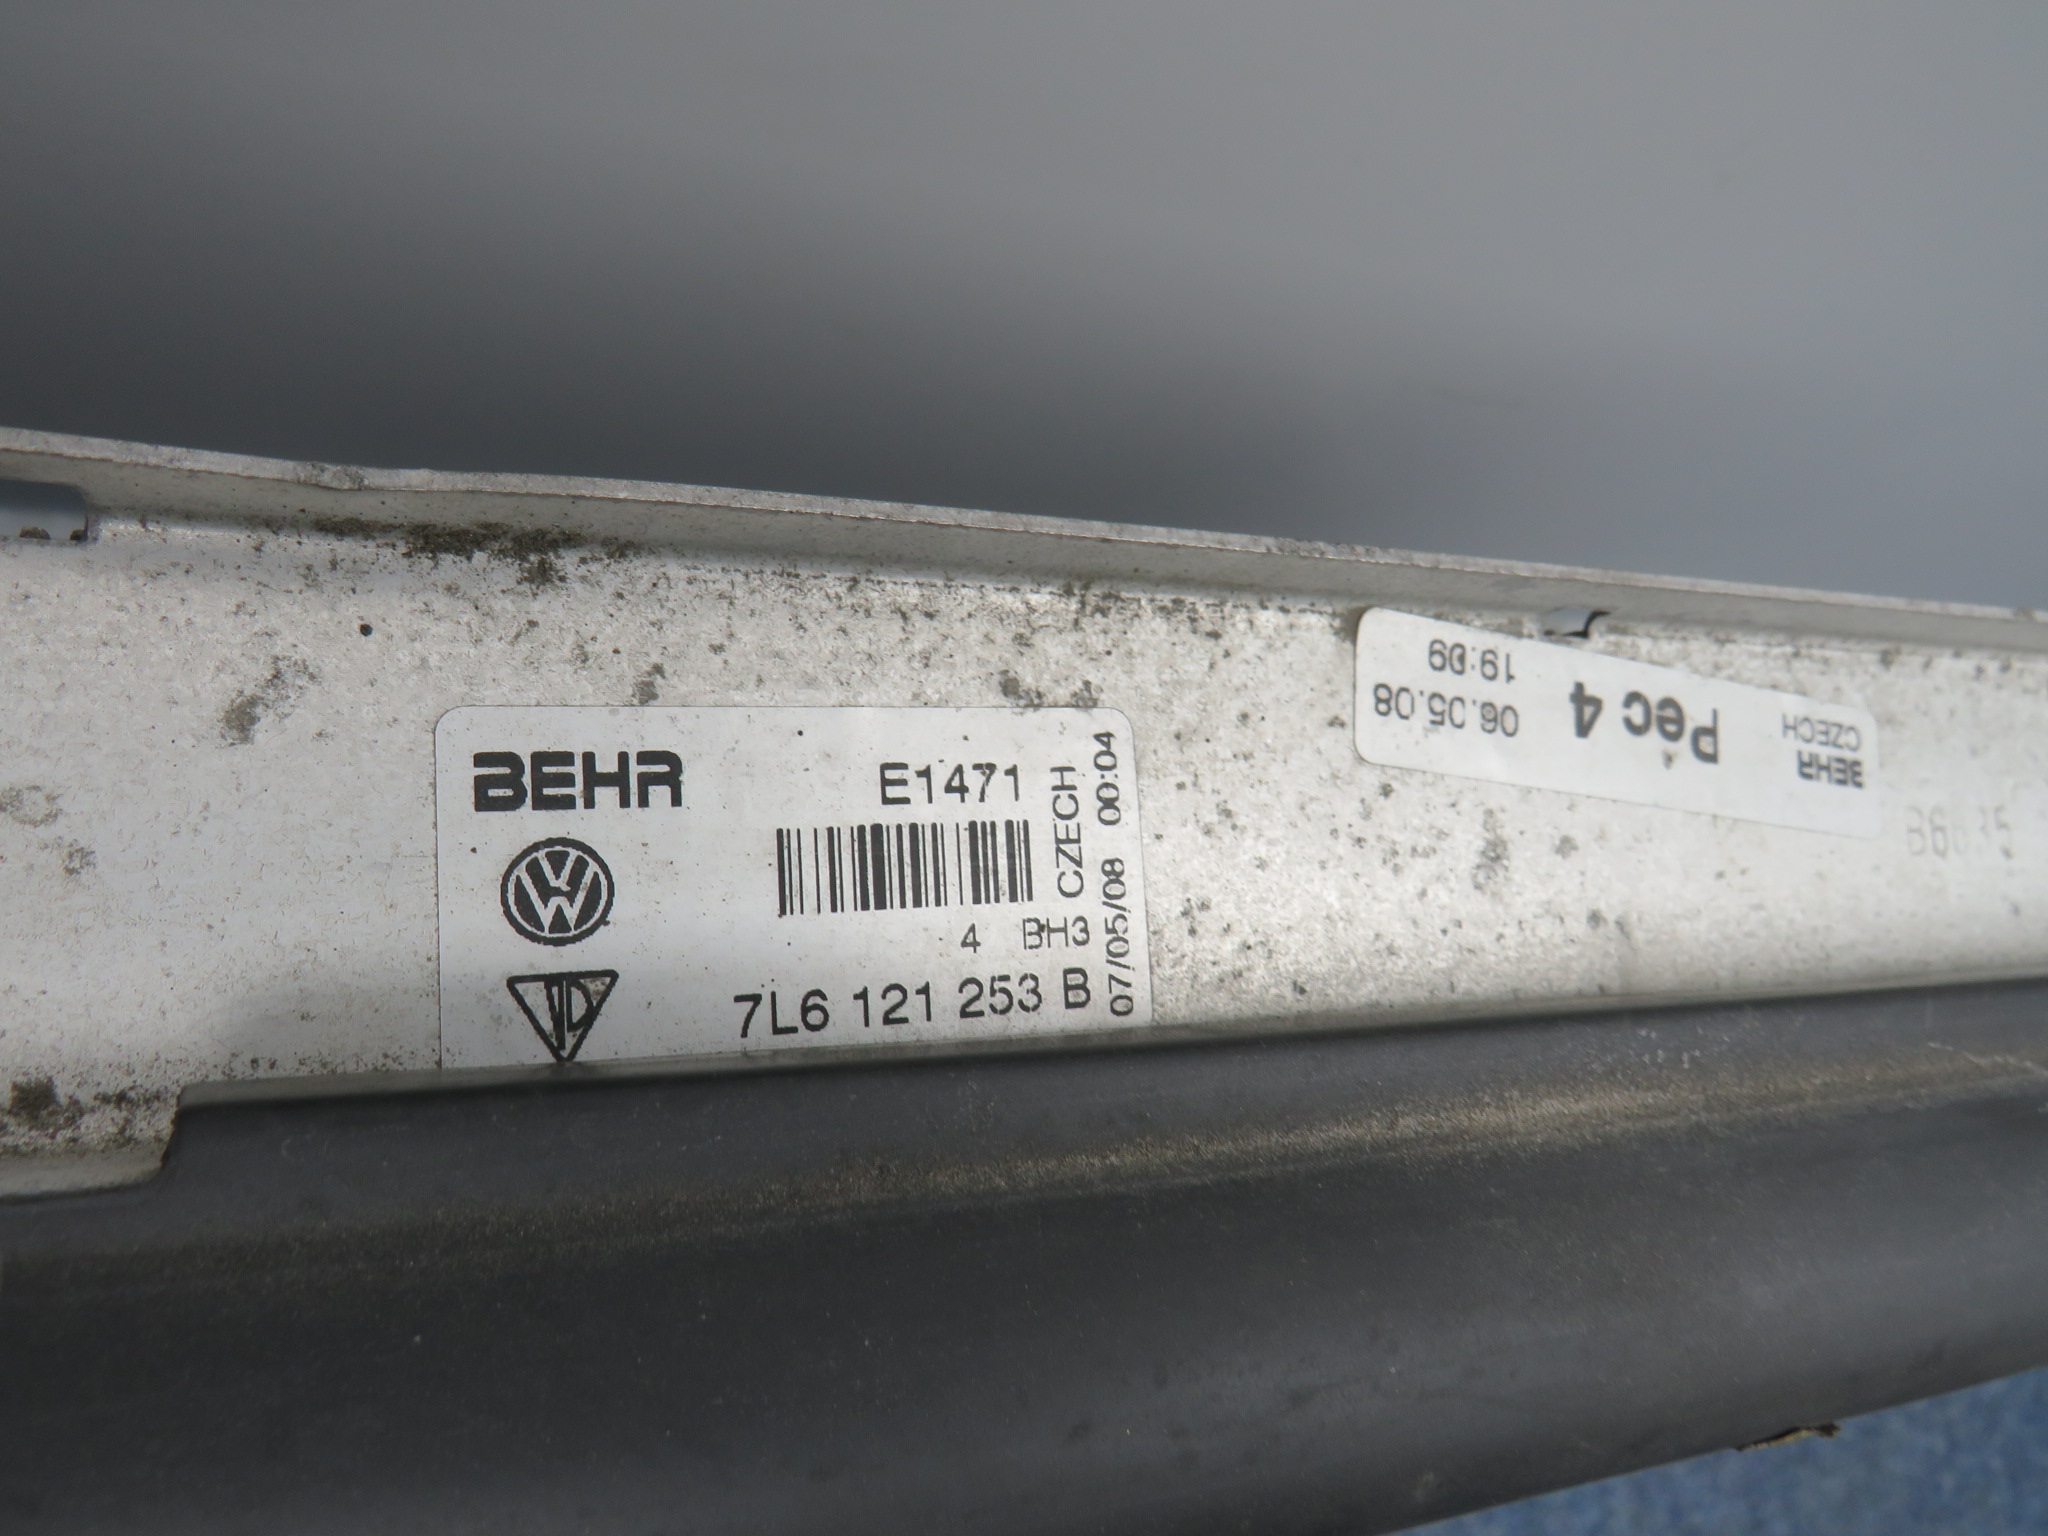 BEHR
E1471
CZECH
07/05/08 00:04
4 BH3
7L6 121 253 B
BEHR
CZECH
Pec 4
06.05.08
19:09